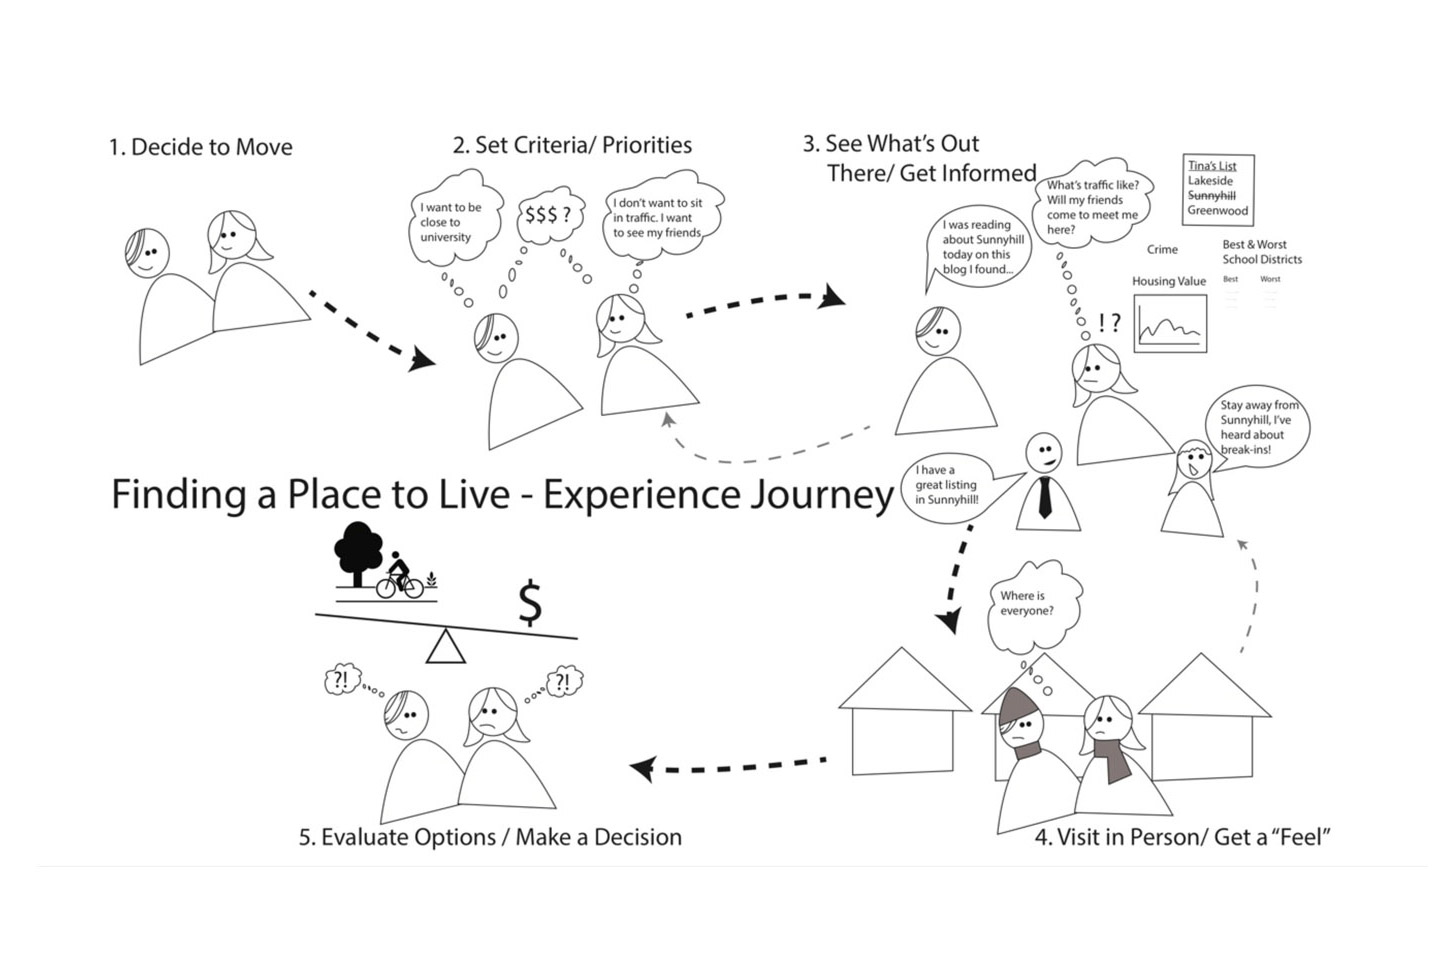 1. Decide to Move
2. Set Criteria/ Priorities
I want to be
close to
university
$$$ ?
I don't want to sit
in traffic. I want
to see my friends
3. See What's Out
There/ Get Informed
I was reading
about Sunnyhill
today on this
blog I found...
What's traffic like?
Will my friends
come to meet me
here?
! ?
Tina's List
Lakeside
Sunnyhill
Greenwood
Crime
Best & Worst
School Districts
Best Worst
Housing Value
I have a
great listing
in Sunnyhill!
Stay away from
Sunnyhill, I've
heard about
break-ins!
Finding a Place to Live - Experience Journey
Where is
everyone?
4. Visit in Person/ Get a “Feel”
$
?!
?!
5. Evaluate Options / Make a Decision